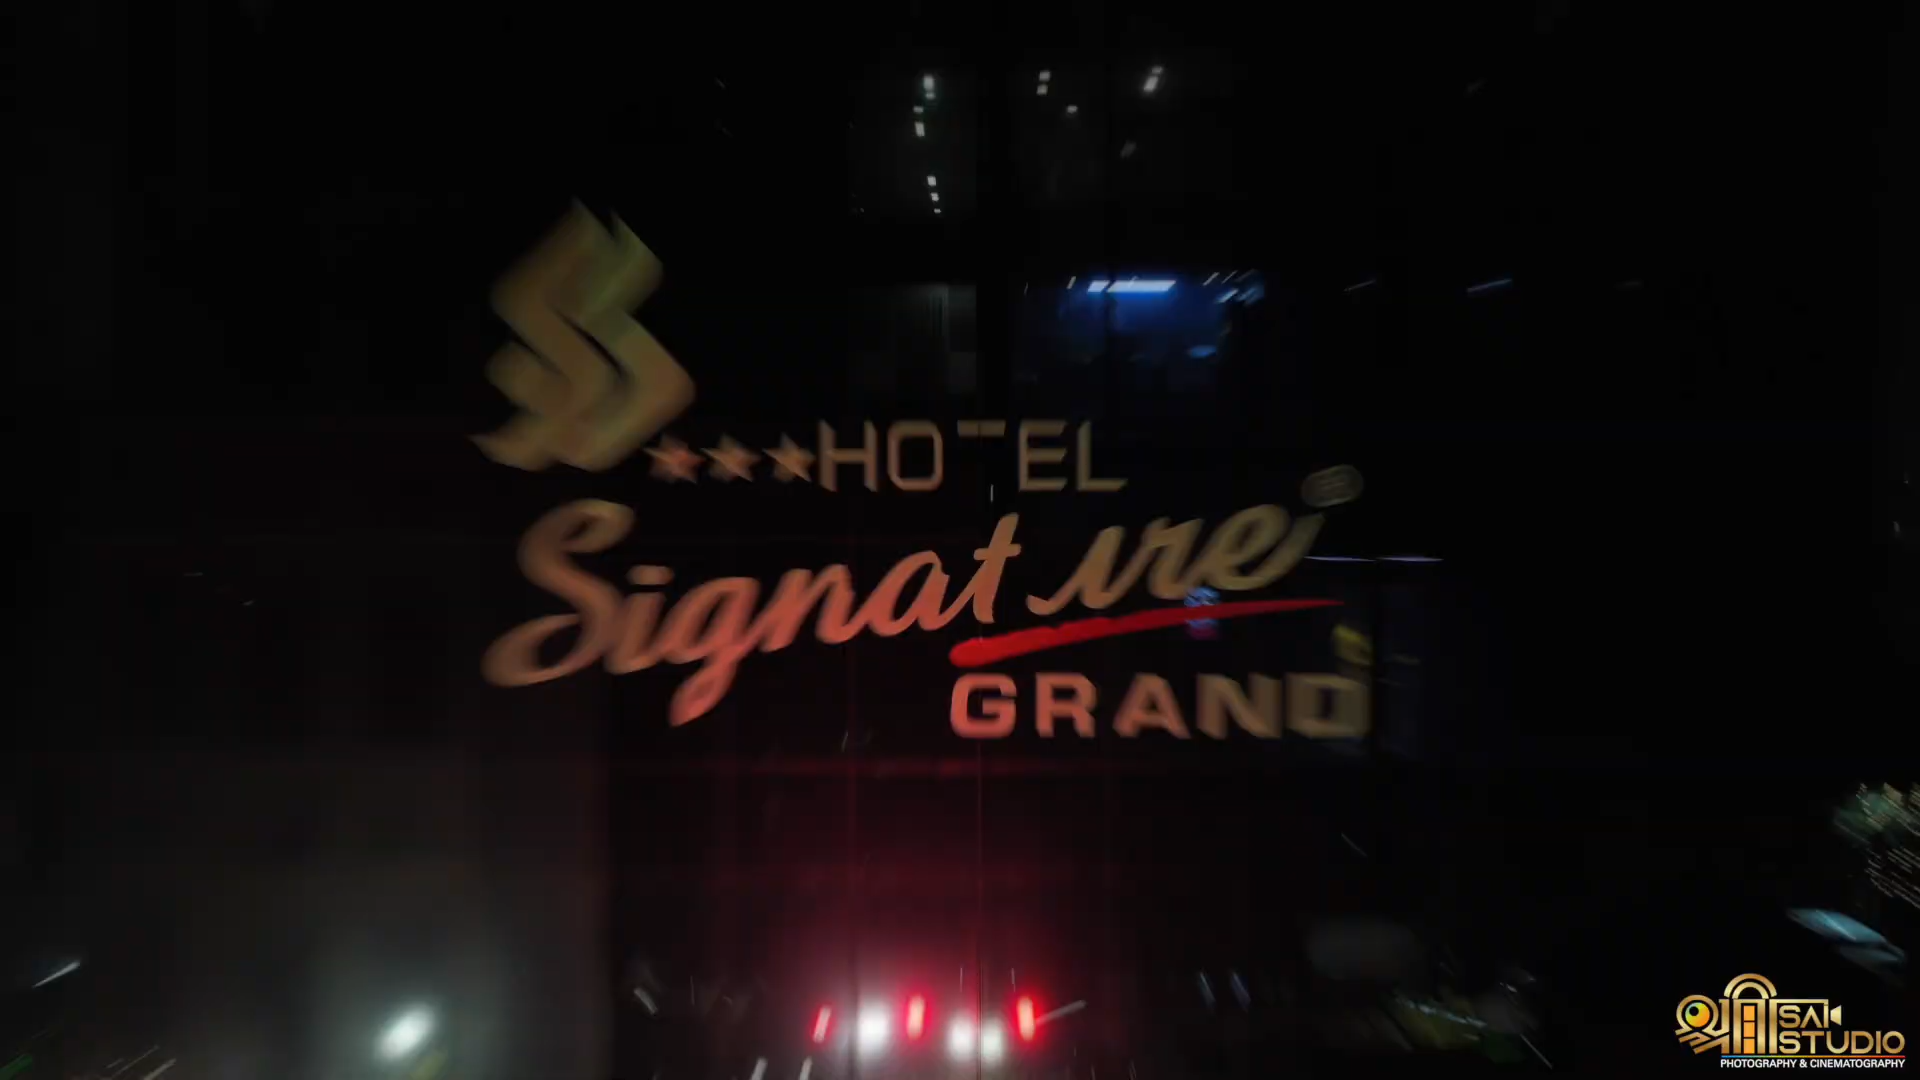 HOTEL
Signature
GRAND
श्री SAI
STUDIO
PHOTOGRAPHY & CINEMATOGRAPHY